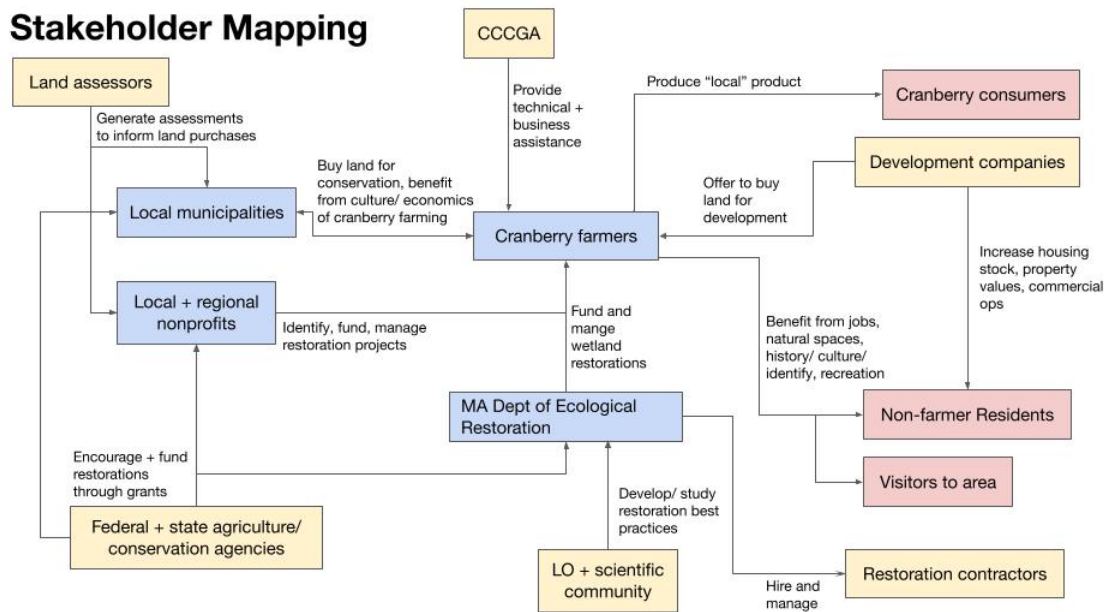 Stakeholder Mapping
CCCGA
Land assessors
Produce “local” product
Cranberry consumers
Provide
technical +
business
assistance
Generate assessments
to inform land purchases
Development companies
Buy land for
conservation, benefit
from culture/ economics
of cranberry farming
Offer to buy
land for
development
Local municipalities
Cranberry farmers
Increase housing
stock, property
values, commercial
ops
Local + regional
nonprofits
Identify, fund, manage
restoration projects
Fund and
mange
wetland
restorations
Benefit from jobs,
natural spaces,
history/ culture/
identify, recreation
MA Dept of Ecological
Restoration
Non-farmer Residents
Encourage + fund
restorations
through grants
Visitors to area
Develop/ study
restoration best
practices
Federal + state agriculture/
conservation agencies
LO + scientific
community
Hire and
manage
Restoration contractors